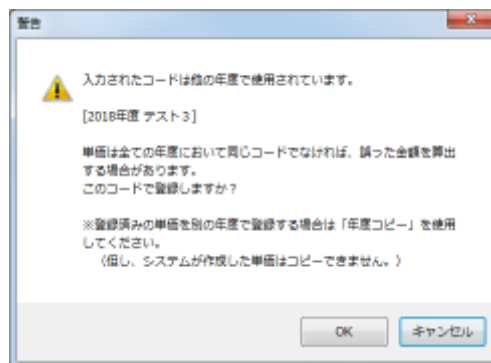 警告
入力されたコードは他の年度で使用されています。
[2018年度 テスト3]
単価は全ての年度において同じコードでなければ、誤った金額を算出
する場合があります。
このコードで登録しますか？
※登録済みの単価を別の年度で登録する場合は「年度コピー」を使用
してください。
（但し、システムが作成した単価はコピーできません。）
OK
キャンセル